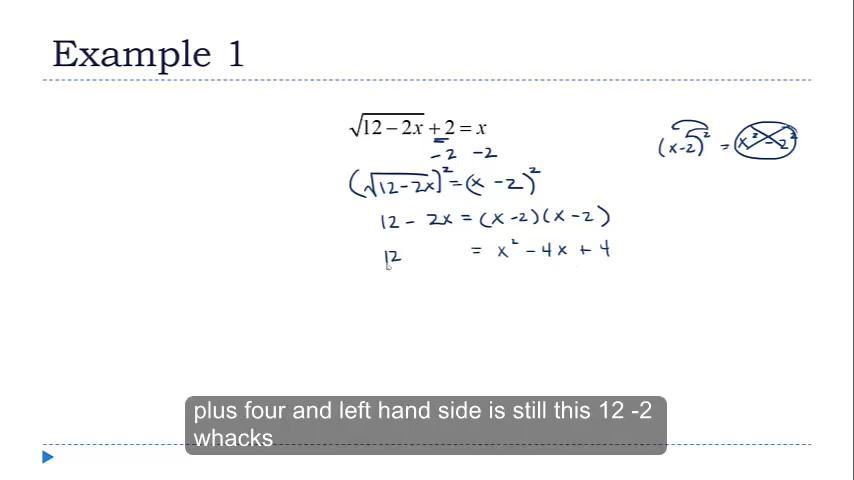 Example 1
√12 − 2x + 2 = x
−2 −2
(x−2)² = x² − 2²
(√12−2x)² = (x −2)²
12 − 2x = (x−2)(x−2)
12 = x² − 4x + 4
plus four and left hand side is still this 12 -2
whacks